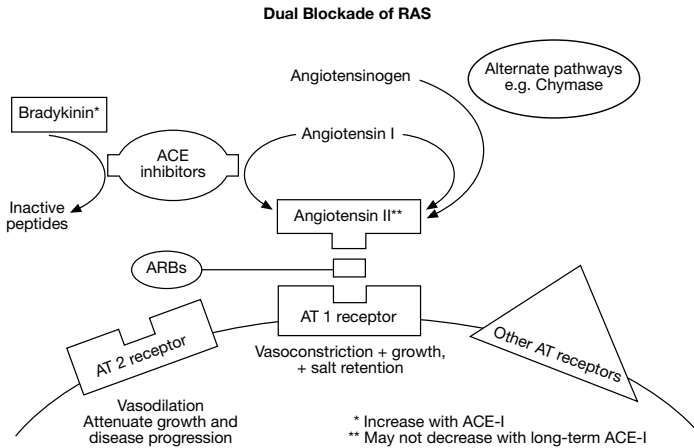 Dual Blockade of RAS
Alternate pathways
e.g. Chymase
Angiotensinogen
Bradykinin*
Angiotensin I
ACE
inhibitors
Inactive
peptides
Angiotensin II**
ARBs
AT 1 receptor
AT 2 receptor
Other AT receptors
Vasoconstriction + growth,
+ salt retention
Vasodilation
Attenuate growth and
disease progression
* Increase with ACE-I
** May not decrease with long-term ACE-I